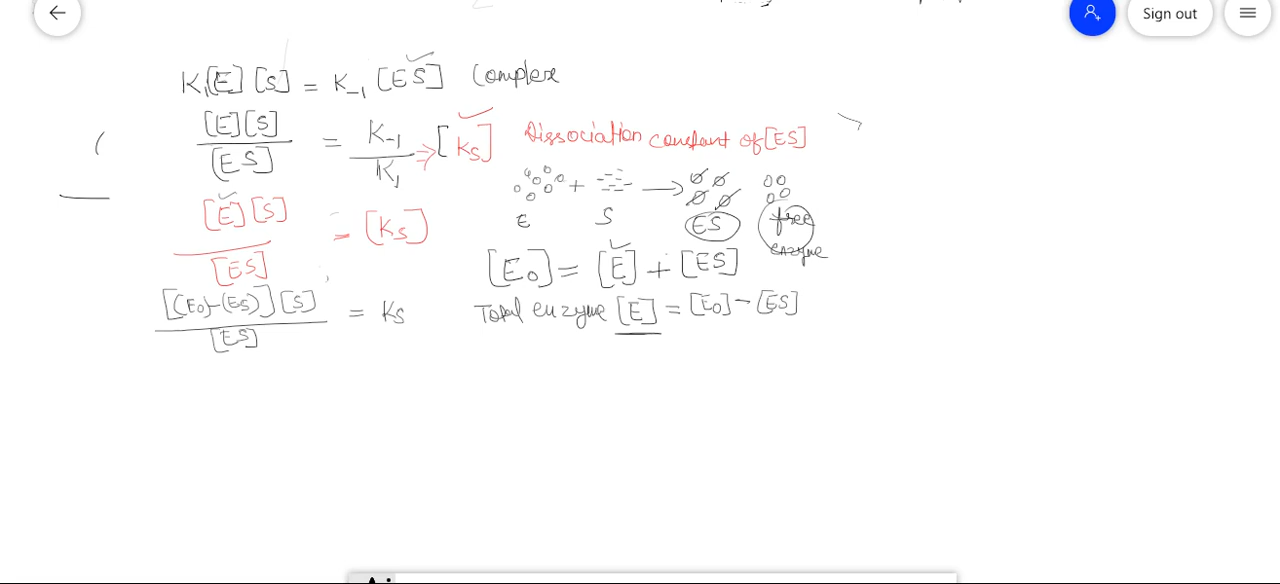 Sign out
K₁[E][S] = K₋₁[ES] Complex
[E][S] / [ES] = K₋₁ / K₁ ⇒ [Ks] Dissociation constant of [ES]
E + S → ES free enzyme
[E][S] / [ES] = [Ks]
[E₀] = [E] + [ES]
[(E₀)-(ES)][S] / [ES] = Ks
Total enzyme [E] = [E₀] - [ES]